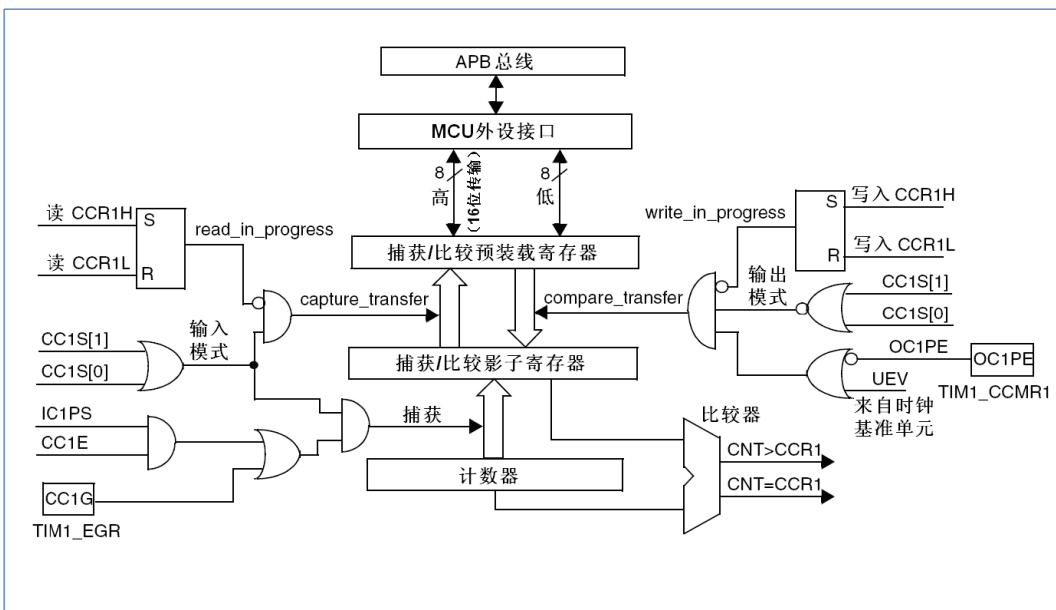 APB 总线
MCU外设接口
8
高
(16位传输)
8
低
读 CCR1H
S
读 CCR1L
R
read_in_progress
write_in_progress
S
写入 CCR1H
R
写入 CCR1L
捕获/比较预装载寄存器
capture_transfer
compare_transfer
输出
模式
CC1S[1]
CC1S[0]
CC1S[1]
CC1S[0]
输入
模式
捕获/比较影子寄存器
OC1PE
OC1PE
UEV
TIM1_CCMR1
来自时钟
基准单元
IC1PS
CC1E
捕获
比较器
CNT>CCR1
CNT=CCR1
计数器
CC1G
TIM1_EGR